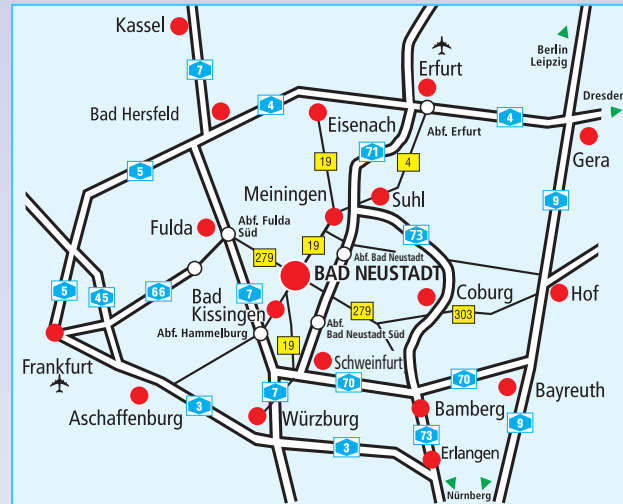 Kassel
7
Berlin
Leipzig
Erfurt
Dresden
Bad Hersfeld
4
Eisenach
Abf. Erfurt
4
Gera
5
19
71
4
9
Meiningen
Suhl
Fulda
Abf. Fulda
Süd
19
73
279
Abf. Bad Neustadt
BAD NEUSTADT
5
45
66
7
Bad
Kissingen
279
Coburg
303
Hof
Abf. Hammelburg
Abf.
Bad Neustadt Süd
19
Schweinfurt
Frankfurt
7
70
70
Bayreuth
Aschaffenburg
3
Würzburg
Bamberg
9
73
3
Erlangen
Nürnberg